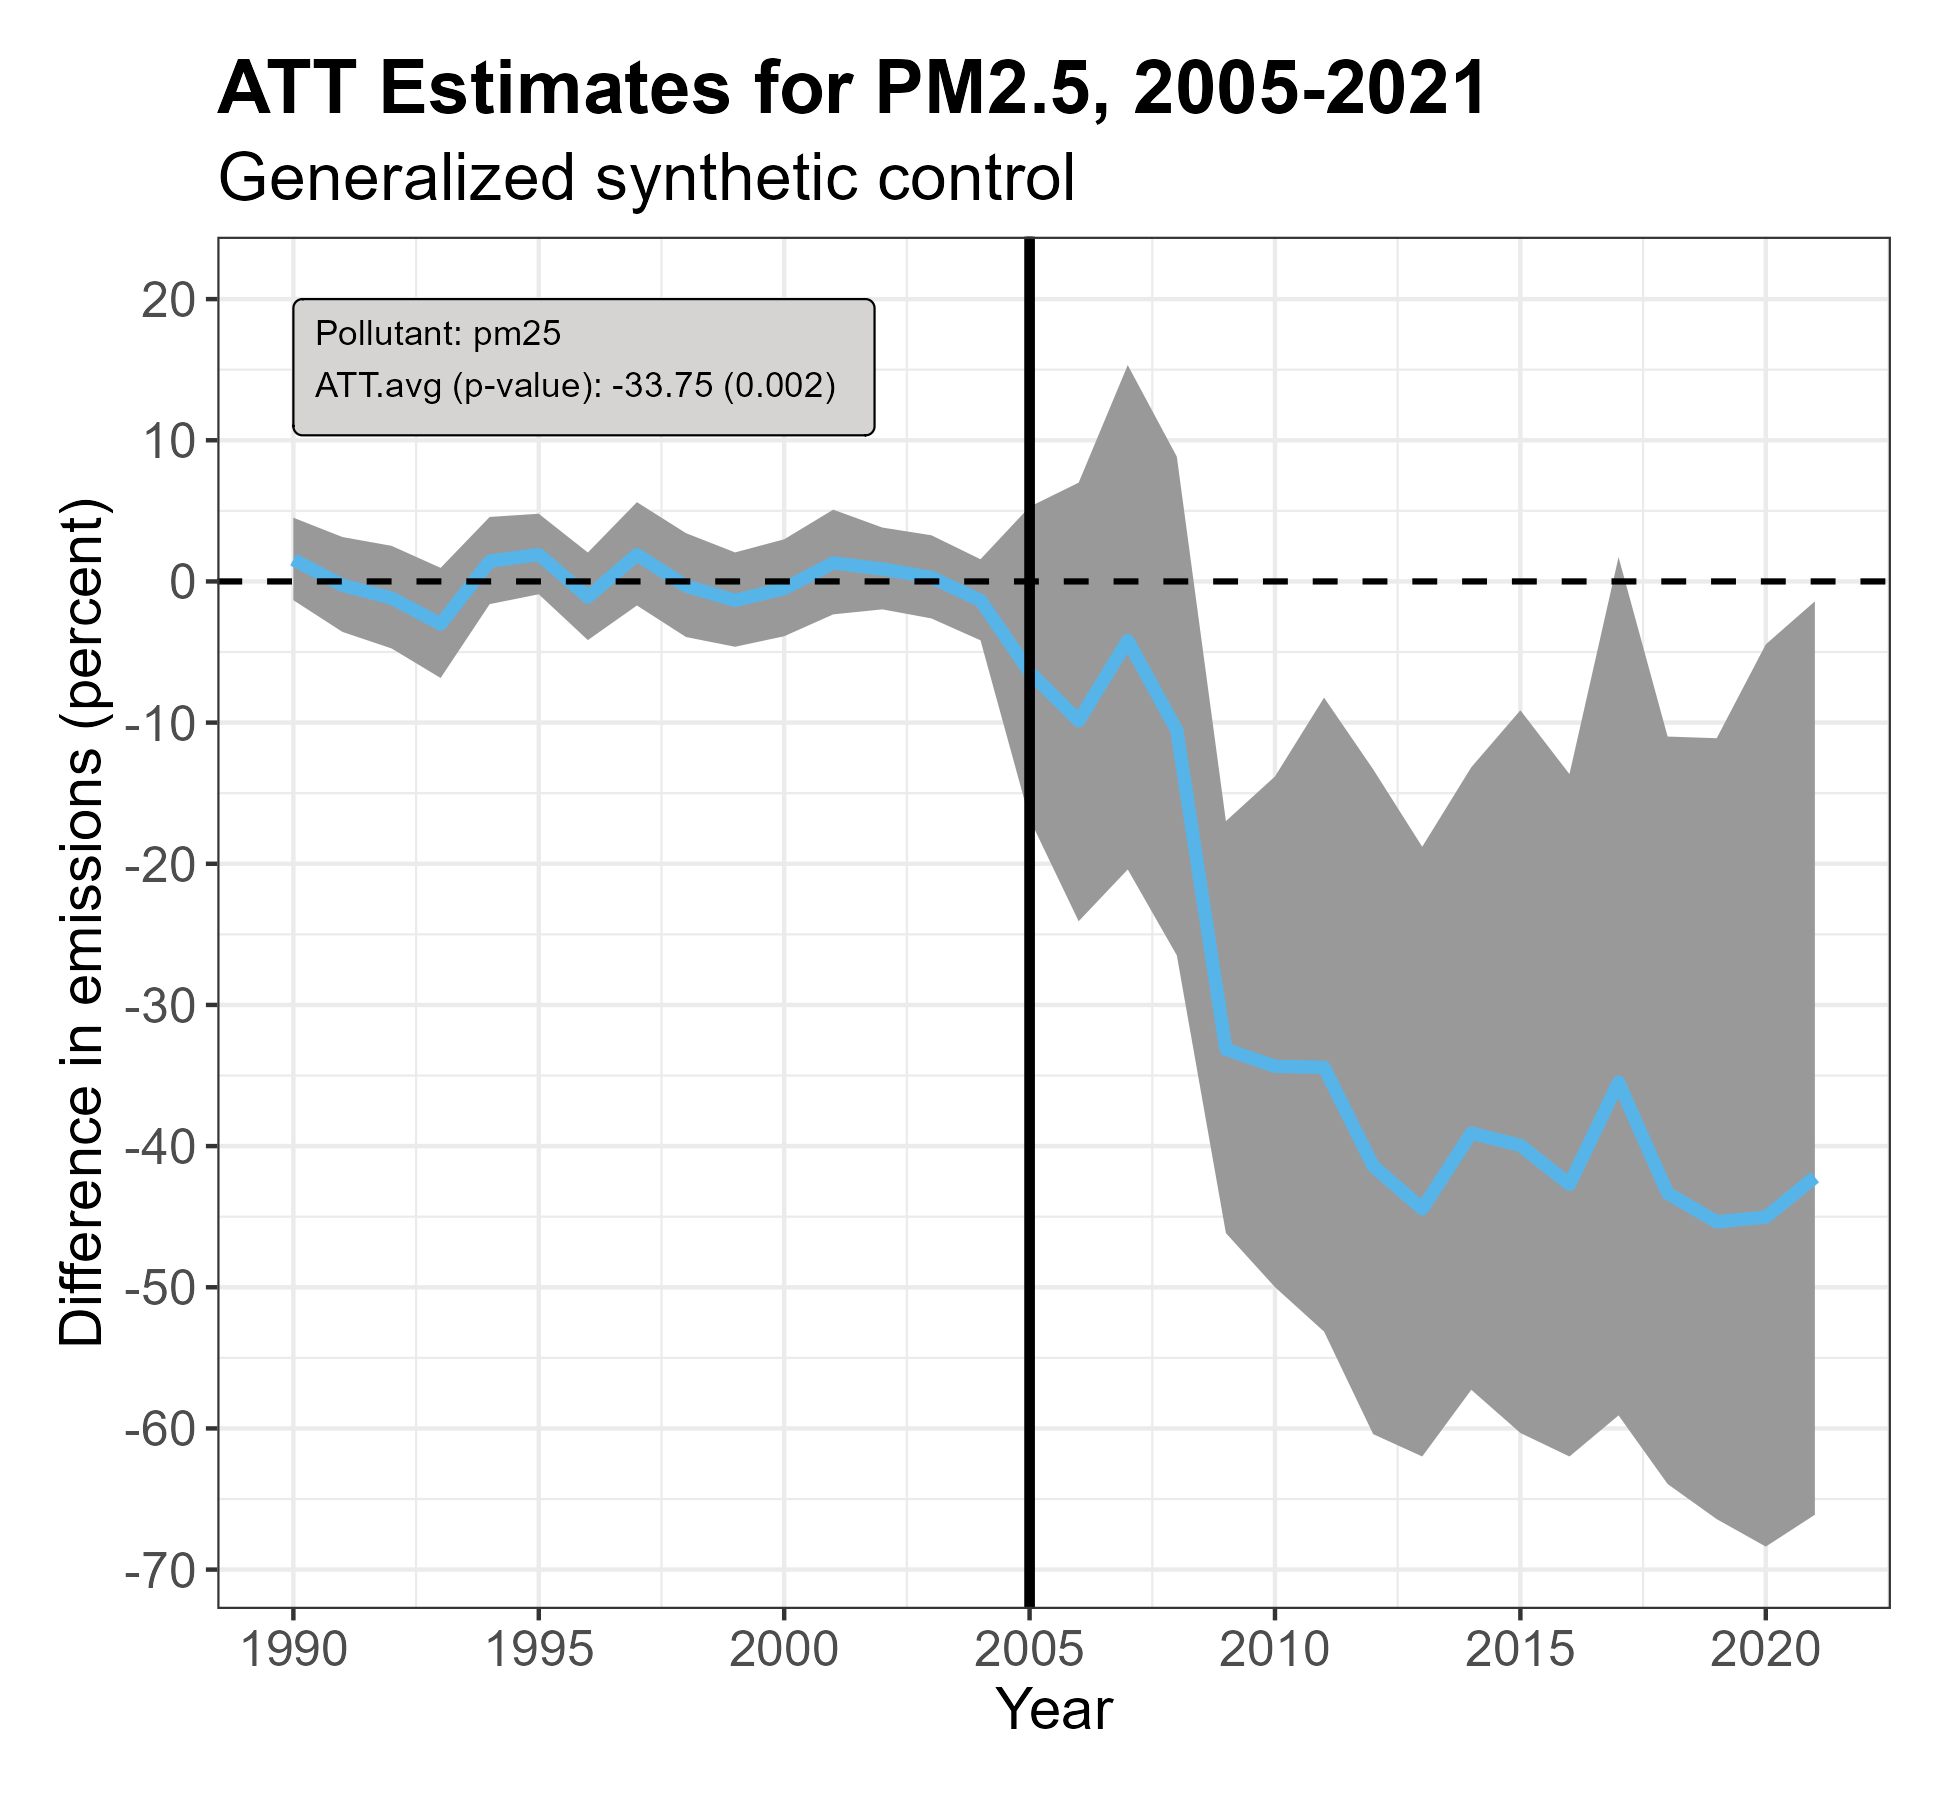 ATT Estimates for PM2.5, 2005-2021
Generalized synthetic control
Pollutant: pm25
ATT.avg (p-value): -33.75 (0.002)
Difference in emissions (percent)
20
10
0
-10
-20
-30
-40
-50
-60
-70
1990 1995 2000 2005 2010 2015 2020
Year